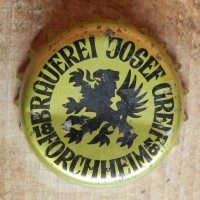 BRAUEREI JOSEF GREIF
FORCHHEIM